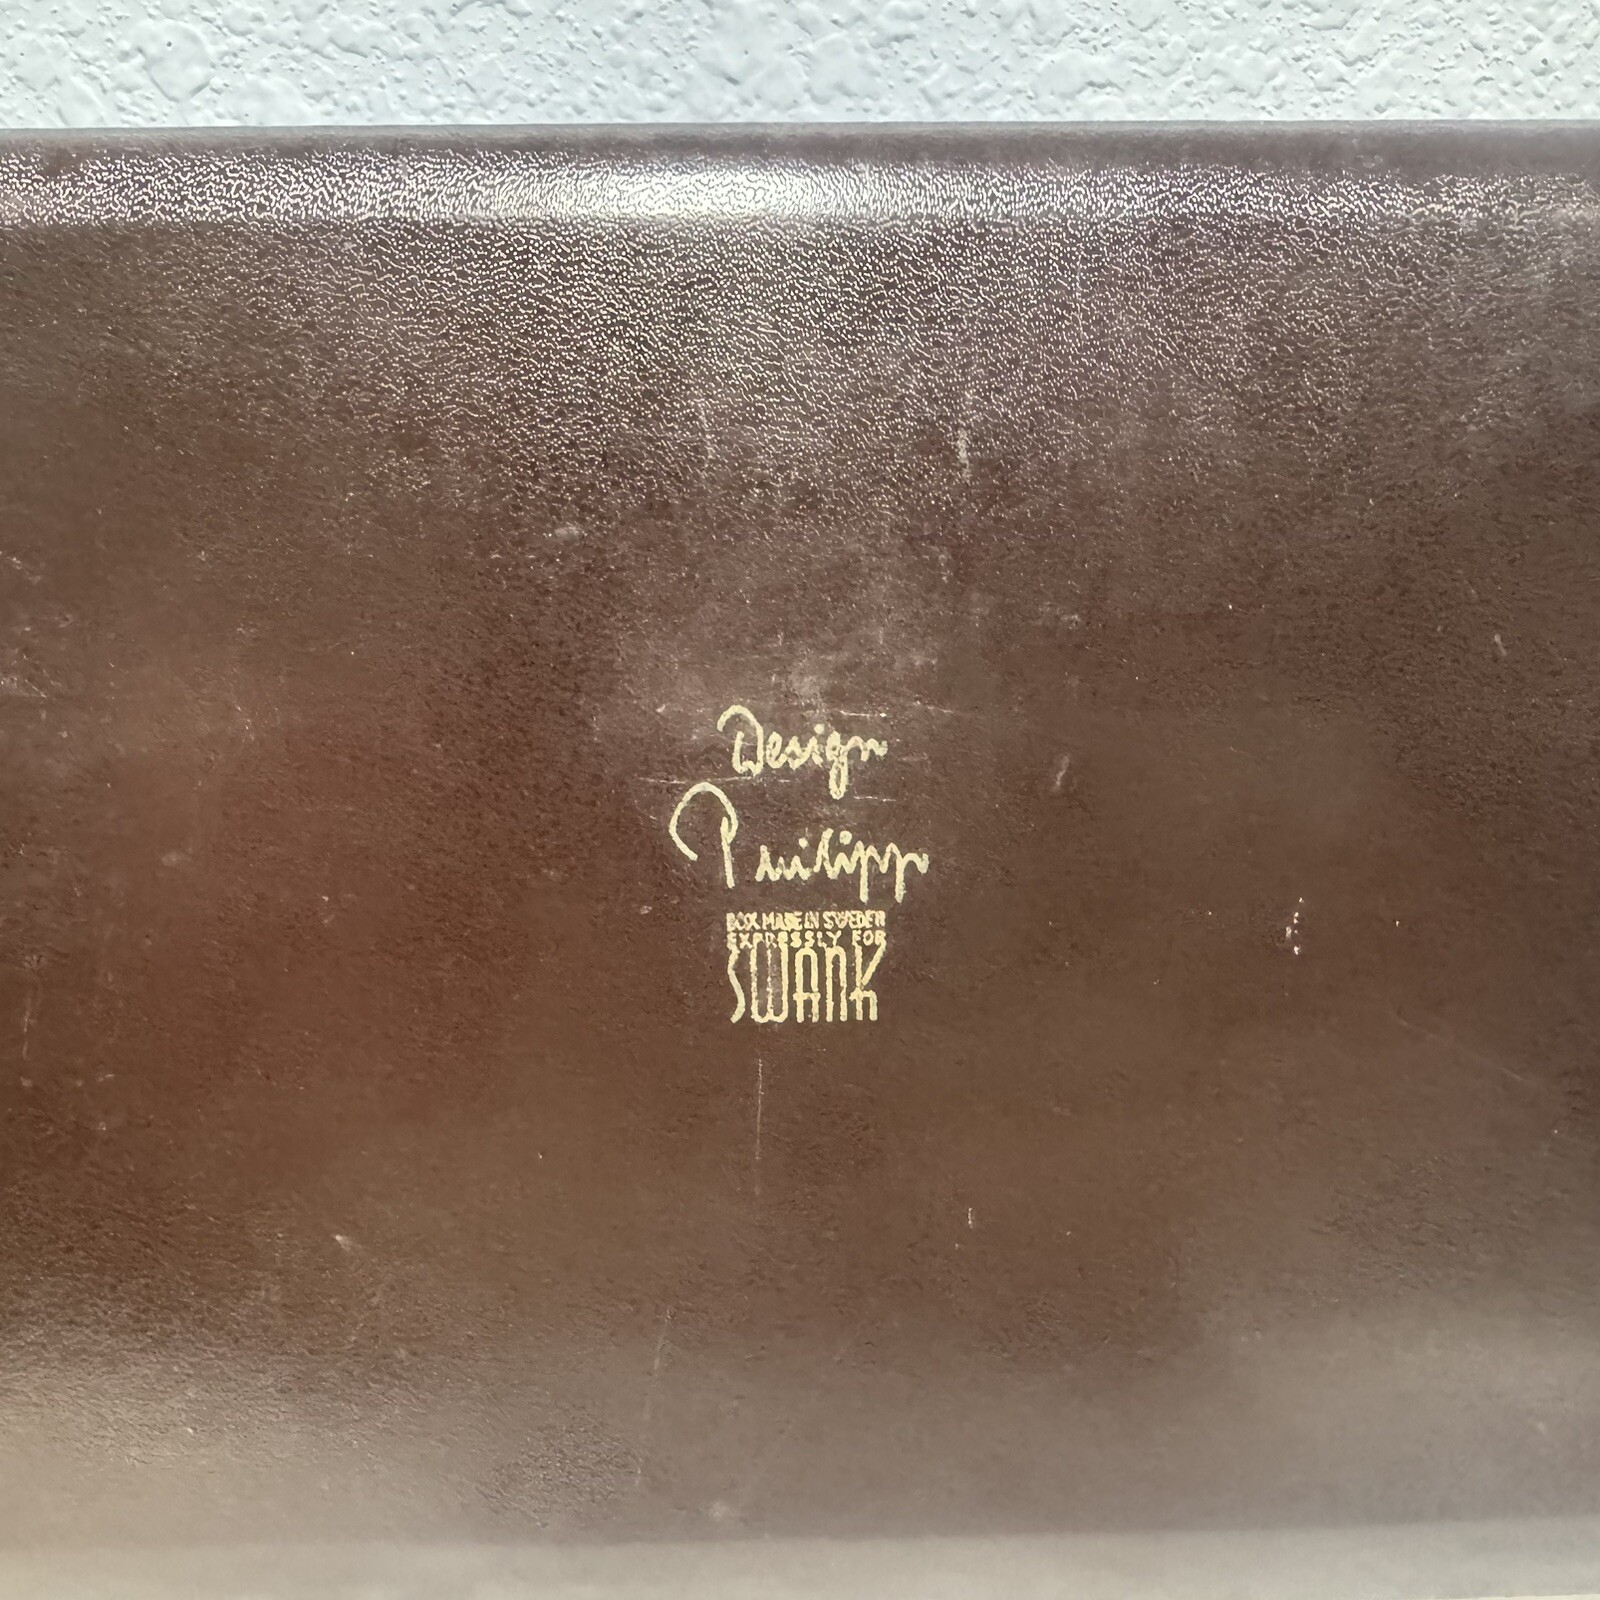 Design
Philipp
BOX MADE IN SWEDEN
EXPRESSLY FOR
SWANK